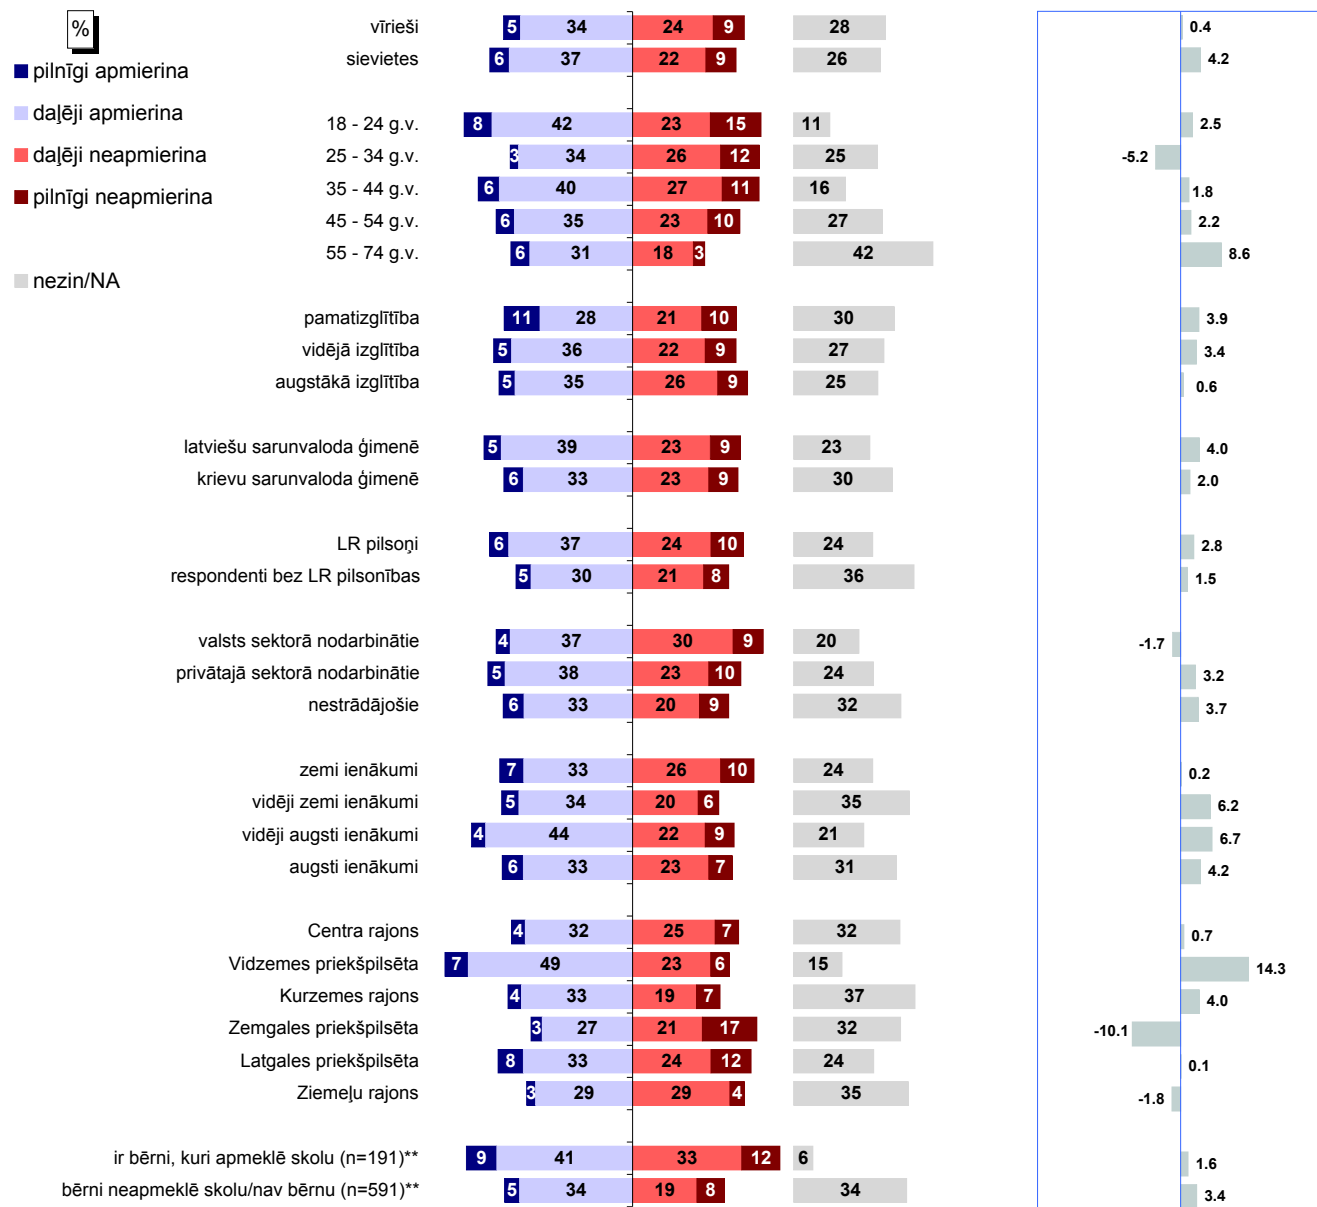 %
pilnīgi apmierina
daļēji apmierina
daļēji neapmierina
pilnīgi neapmierina
nezin/NA
vīrieši 5 34 24 9 28 0.4
sievietes 6 37 22 9 26 4.2
18 - 24 g.v. 8 42 23 15 11 2.5
25 - 34 g.v. 3 34 26 12 25 -5.2
35 - 44 g.v. 6 40 27 11 16 1.8
45 - 54 g.v. 6 35 23 10 27 2.2
55 - 74 g.v. 6 31 18 3 42 8.6
pamatizglītība 11 28 21 10 30 3.9
vidējā izglītība 5 36 22 9 27 3.4
augstākā izglītība 5 35 26 9 25 0.6
latviešu sarunvaloda ģimenē 5 39 23 9 23 4.0
krievu sarunvaloda ģimenē 6 33 23 9 30 2.0
LR pilsoņi 6 37 24 10 24 2.8
respondenti bez LR pilsonības 5 30 21 8 36 1.5
valsts sektorā nodarbinātie 4 37 30 9 20 -1.7
privātajā sektorā nodarbinātie 5 38 23 10 24 3.2
nestrādājošie 6 33 20 9 32 3.7
zemi ienākumi 7 33 26 10 24 0.2
vidēji zemi ienākumi 5 34 20 6 35 6.2
vidēji augsti ienākumi 4 44 22 9 21 6.7
augsti ienākumi 6 33 23 7 31 4.2
Centra rajons 4 32 25 7 32 0.7
Vidzemes priekšpilsēta 7 49 23 6 15 14.3
Kurzemes rajons 4 33 19 7 37 4.0
Zemgales priekšpilsēta 3 27 21 17 32 -10.1
Latgales priekšpilsēta 8 33 24 12 24 0.1
Ziemeļu rajons 3 29 29 4 35 -1.8
ir bērni, kuri apmeklē skolu (n=191)** 9 41 33 12 6 1.6
bērni neapmeklē skolu/nav bērnu (n=591)** 5 34 19 8 34 3.4